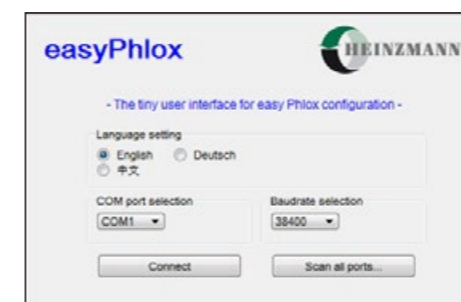 easyPhlox
HEINZMANN
- The tiny user interface for easy Phlox configuration -
Language setting
English Deutsch
中文
COM port selection Baudrate selection
COM1 38400
Connect Scan all ports...